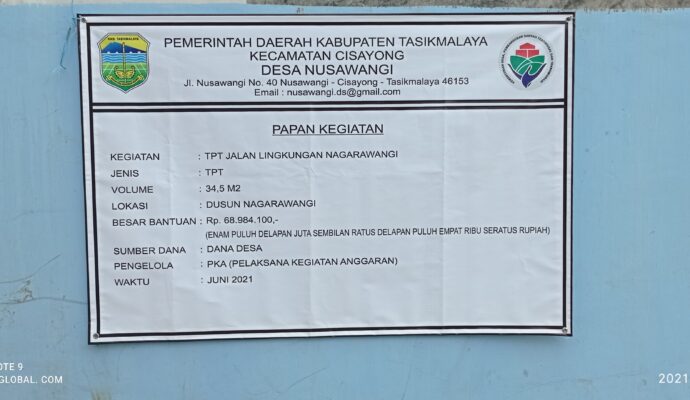 KAB. TASIKMALAYA
PEMERINTAH DAERAH KABUPATEN TASIKMALAYA
KECAMATAN CISAYONG
DESA NUSAWANGI
Jl. Nusawangi No. 40 Nusawangi - Cisayong - Tasikmalaya 46153
Email : nusawangi.ds@gmail.com
PAPAN KEGIATAN
KEGIATAN : TPT JALAN LINGKUNGAN NAGARAWANGI
JENIS : TPT
VOLUME : 34,5 M2
LOKASI : DUSUN NAGARAWANGI
BESAR BANTUAN : Rp. 68.984.100,-
(ENAM PULUH DELAPAN JUTA SEMBILAN RATUS DELAPAN PULUH EMPAT RIBU SERATUS RUPIAH)
SUMBER DANA : DANA DESA
PENGELOLA : PKA (PELAKSANA KEGIATAN ANGGARAN)
WAKTU : JUNI 2021
OTE 9
GLOBAL. COM
2021